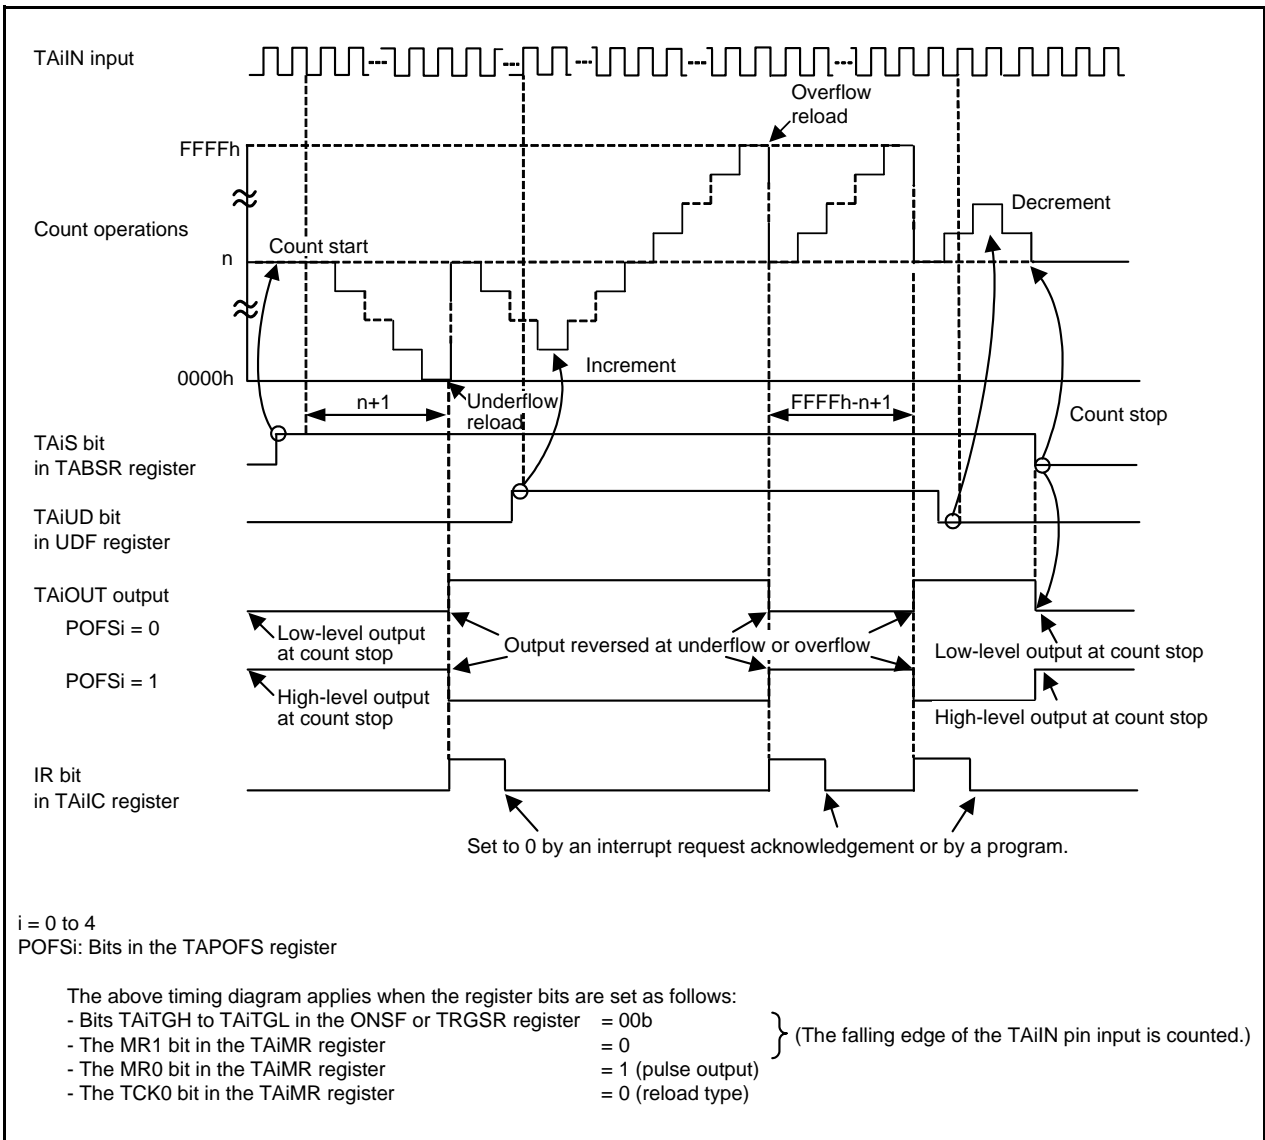 TAiIN input
Overflow
reload
FFFFh
Count operations
Decrement
Count start
n
Increment
0000h
n+1
Underflow
reload
FFFFh-n+1
Count stop
TAiS bit
in TABSR register
TAiUD bit
in UDF register
TAiOUT output
POFSi = 0
Low-level output
at count stop
Output reversed at underflow or overflow
Low-level output at count stop
POFSi = 1
High-level output
at count stop
High-level output at count stop
IR bit
in TAiIC register
Set to 0 by an interrupt request acknowledgement or by a program.
i = 0 to 4
POFSi: Bits in the TAPOFS register
The above timing diagram applies when the register bits are set as follows:
- Bits TAiTGH to TAiTGL in the ONSF or TRGSR register = 00b
- The MR1 bit in the TAiMR register = 0
(The falling edge of the TAiIN pin input is counted.)
- The MR0 bit in the TAiMR register = 1 (pulse output)
- The TCK0 bit in the TAiMR register = 0 (reload type)